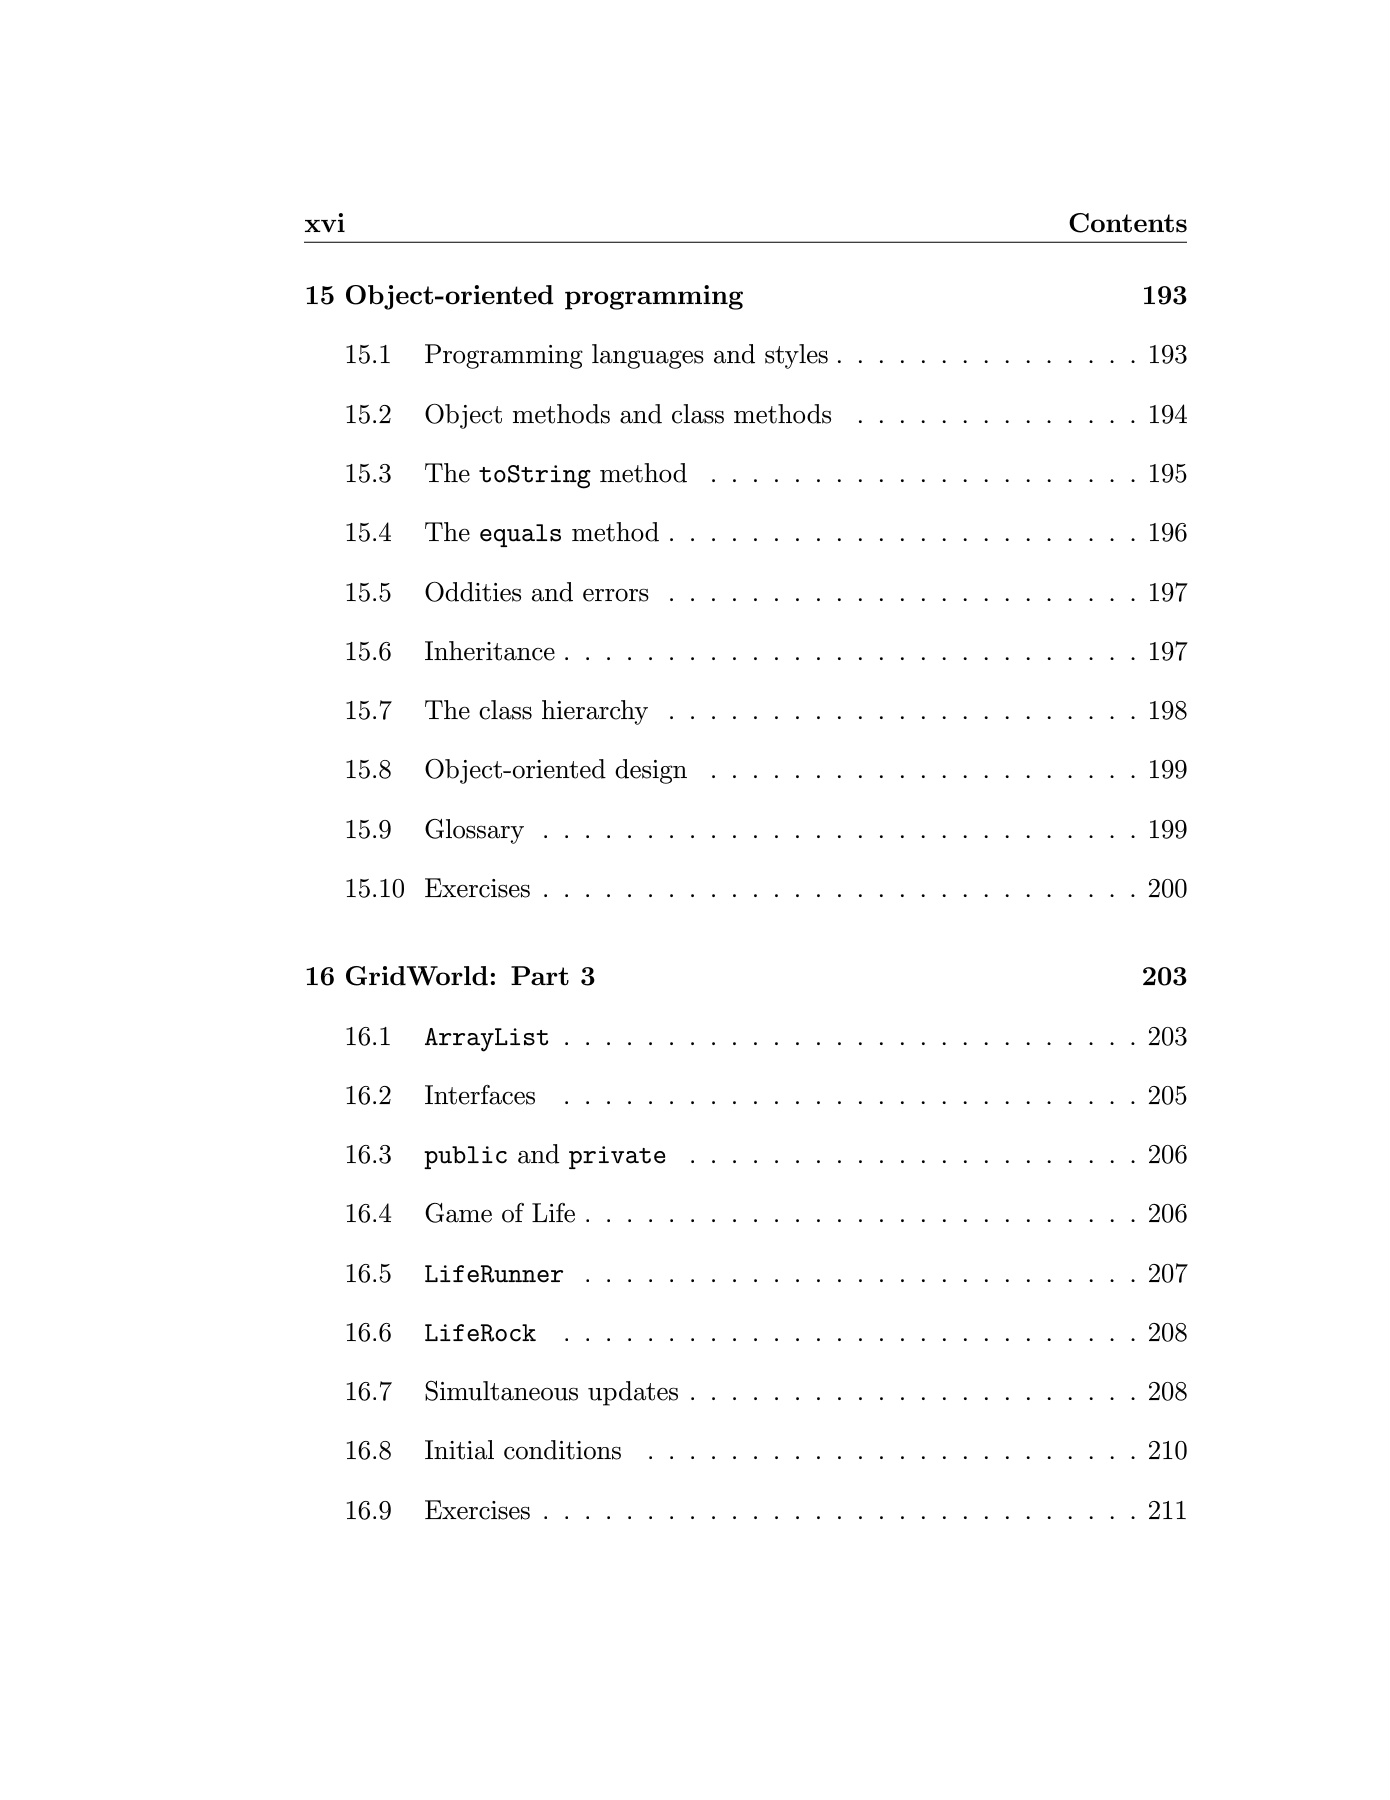 xvi Contents
15 Object-oriented programming 193
15.1 Programming languages and styles . . . . . . . . . . . . . . . 193
15.2 Object methods and class methods . . . . . . . . . . . . . . 194
15.3 The toString method . . . . . . . . . . . . . . . . . . . . . 195
15.4 The equals method . . . . . . . . . . . . . . . . . . . . . . . 196
15.5 Oddities and errors . . . . . . . . . . . . . . . . . . . . . . . 197
15.6 Inheritance . . . . . . . . . . . . . . . . . . . . . . . . . . . . 197
15.7 The class hierarchy . . . . . . . . . . . . . . . . . . . . . . . 198
15.8 Object-oriented design . . . . . . . . . . . . . . . . . . . . . 199
15.9 Glossary . . . . . . . . . . . . . . . . . . . . . . . . . . . . . 199
15.10 Exercises . . . . . . . . . . . . . . . . . . . . . . . . . . . . . 200
16 GridWorld: Part 3 203
16.1 ArrayList . . . . . . . . . . . . . . . . . . . . . . . . . . . . 203
16.2 Interfaces . . . . . . . . . . . . . . . . . . . . . . . . . . . . 205
16.3 public and private . . . . . . . . . . . . . . . . . . . . . . 206
16.4 Game of Life . . . . . . . . . . . . . . . . . . . . . . . . . . . 206
16.5 LifeRunner . . . . . . . . . . . . . . . . . . . . . . . . . . . 207
16.6 LifeRock . . . . . . . . . . . . . . . . . . . . . . . . . . . . 208
16.7 Simultaneous updates . . . . . . . . . . . . . . . . . . . . . . 208
16.8 Initial conditions . . . . . . . . . . . . . . . . . . . . . . . . 210
16.9 Exercises . . . . . . . . . . . . . . . . . . . . . . . . . . . . . 211